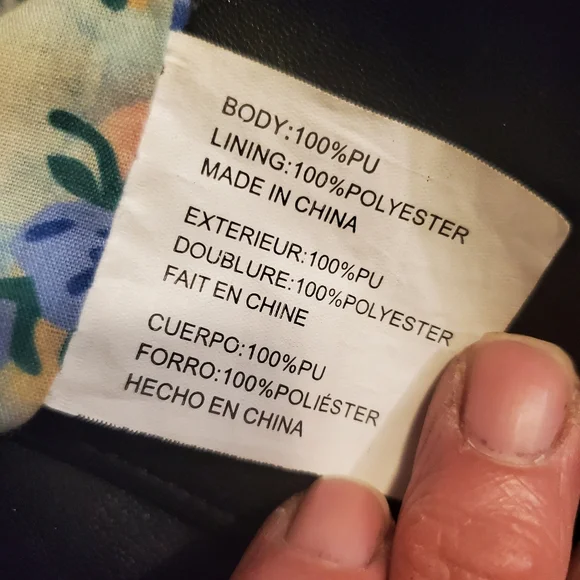 BODY:100%PU
LINING:100%POLYESTER
MADE IN CHINA
EXTERIEUR:100%PU
DOUBLURE:100%POLYESTER
FAIT EN CHINE
CUERPO:100%PU
FORRO:100%POLIÉSTER
HECHO EN CHINA